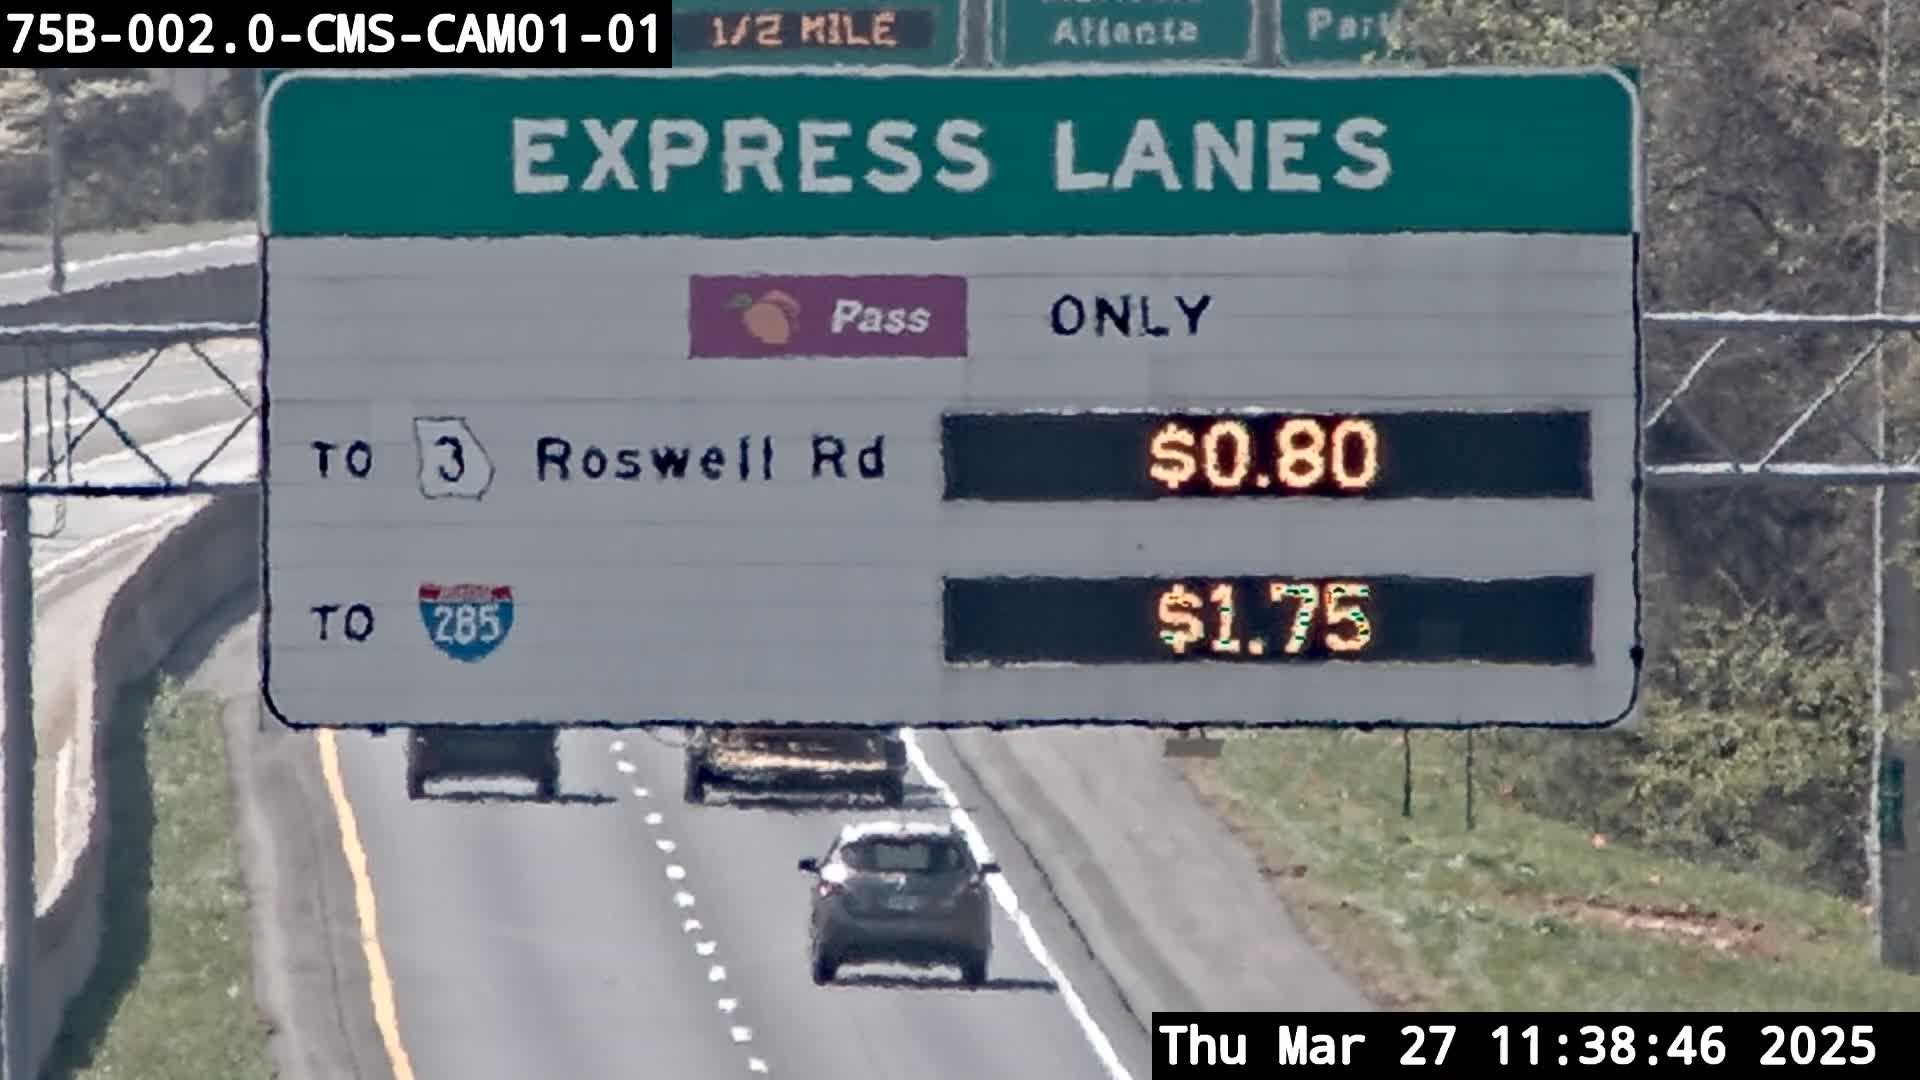 75B-002.0-CMS-CAM01-01
1/2 MILE
Atlanta
EXPRESS LANES
Pass ONLY
TO 3 Roswell Rd $0.80
TO 285 $1.75
Thu Mar 27 11:38:46 2025